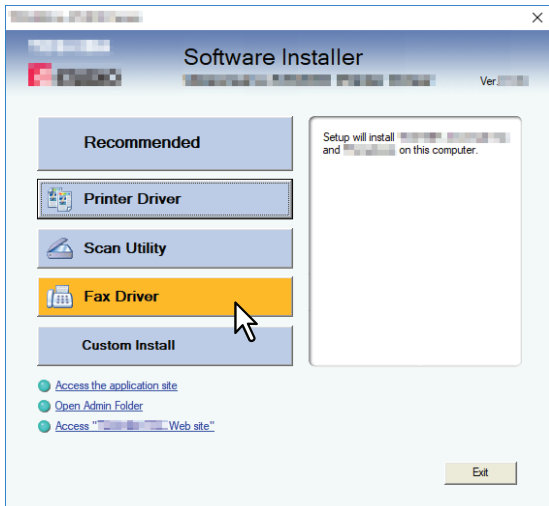 Software Installer
Ver.
Recommended
Printer Driver
Scan Utility
Fax Driver
Custom Install
Setup will install
and on this computer.
Access the application site
Open Admin Folder
Access " Web site"
Exit